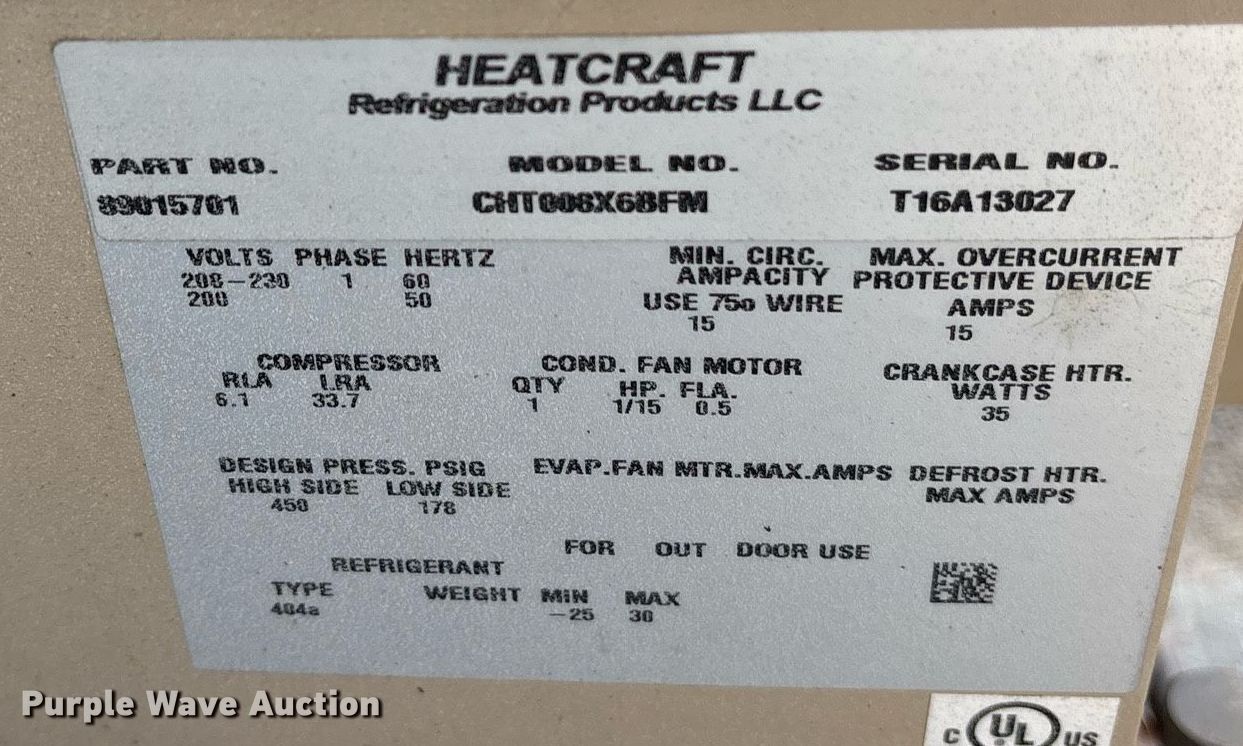 HEATCRAFT
Refrigeration Products LLC
PART NO. MODEL NO. SERIAL NO.
89015701 CHT006X6BFM T16A13027
VOLTS PHASE HERTZ MIN. CIRC. MAX. OVERCURRENT
208-230 1 60 AMPACITY PROTECTIVE DEVICE
200 50 USE 75o WIRE AMPS
15 15
COMPRESSOR COND. FAN MOTOR CRANKCASE HTR.
RLA LRA QTY HP. FLA. WATTS
6.1 33.7 1 1/15 0.5 35
DESIGN PRESS. PSIG EVAP.FAN MTR.MAX.AMPS DEFROST HTR.
HIGH SIDE LOW SIDE MAX AMPS
450 178
FOR OUT DOOR USE
REFRIGERANT
TYPE WEIGHT MIN MAX
404a -25 30
Purple Wave Auction
C UL US